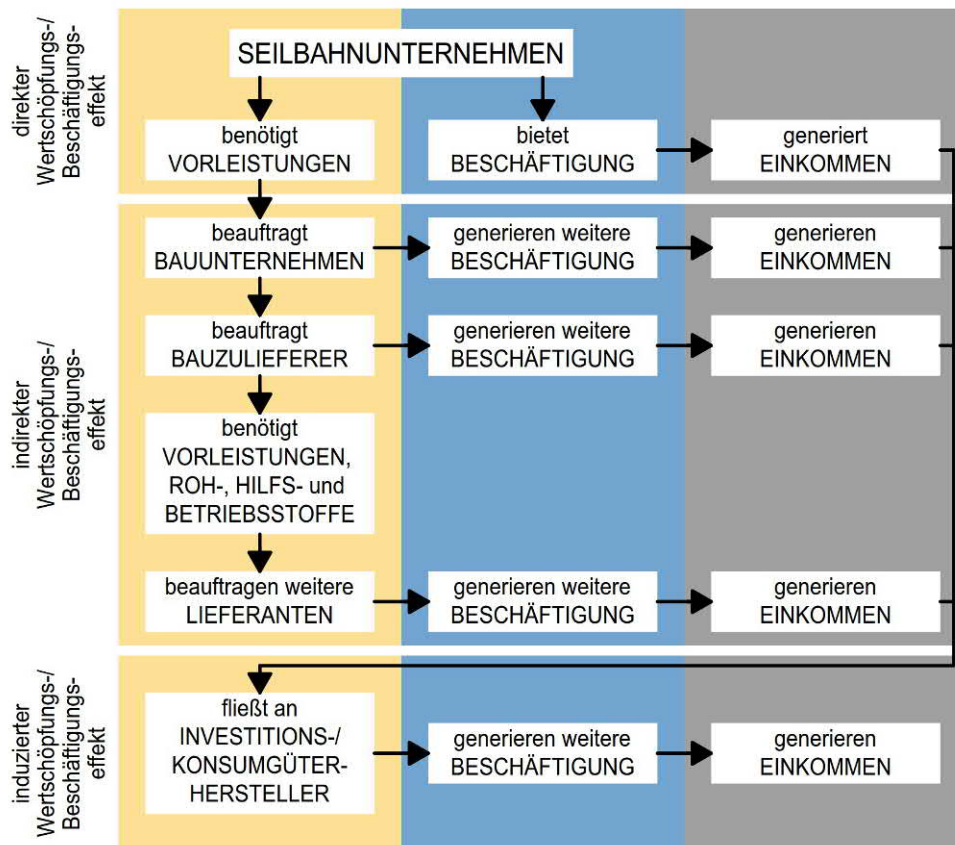 direkter
Wertschöpfungs-/
Beschäftigungs-
effekt
SEILBAHNUNTERNEHMEN
benötigt
VORLEISTUNGEN
bietet
BESCHÄFTIGUNG
generiert
EINKOMMEN
indirekter
Wertschöpfungs-/
Beschäftigungs-
effekt
beauftragt
BAUUNTERNEHMEN
generieren weitere
BESCHÄFTIGUNG
generieren
EINKOMMEN
beauftragt
BAUZULIEFERER
generieren weitere
BESCHÄFTIGUNG
generieren
EINKOMMEN
benötigt
VORLEISTUNGEN,
ROH-, HILFS- und
BETRIEBSSTOFFE
beauftragen weitere
LIEFERANTEN
generieren weitere
BESCHÄFTIGUNG
generieren
EINKOMMEN
induzierter
Wertschöpfungs-/
Beschäftigungs-
effekt
fließt an
INVESTITIONS-/
KONSUMGÜTER-
HERSTELLER
generieren weitere
BESCHÄFTIGUNG
generieren
EINKOMMEN